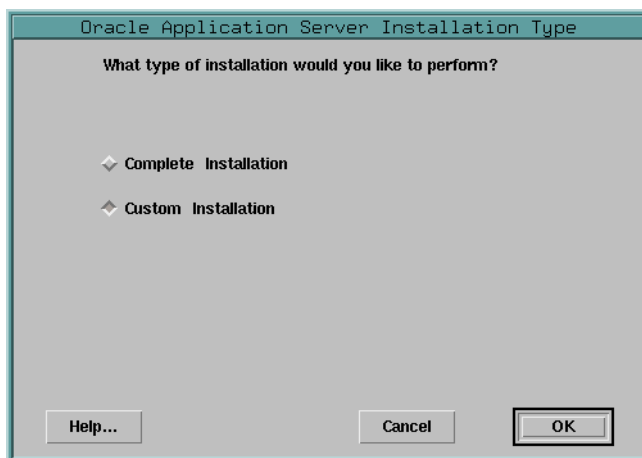 Oracle Application Server Installation Type
What type of installation would you like to perform?
Complete Installation
Custom Installation
Help...
Cancel
OK